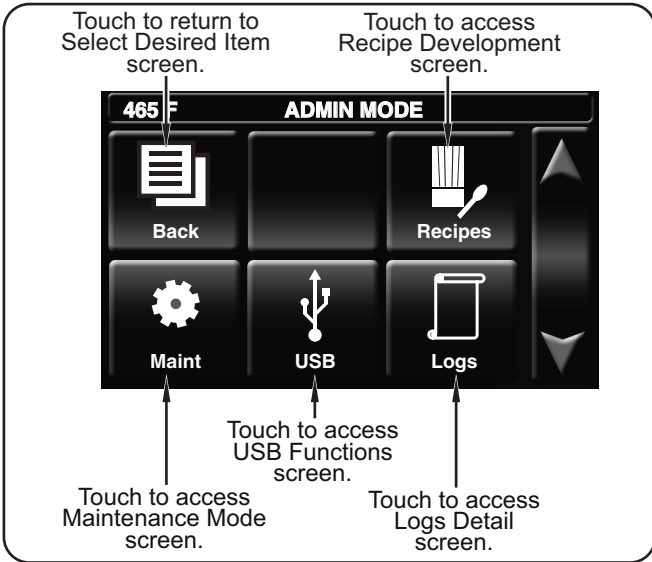 Touch to return to
Select Desired Item
screen.
Touch to access
Recipe Development
screen.
465 F ADMIN MODE
Back
Recipes
Maint
USB
Logs
Touch to access
USB Functions
screen.
Touch to access
Maintenance Mode
screen.
Touch to access
Logs Detail
screen.